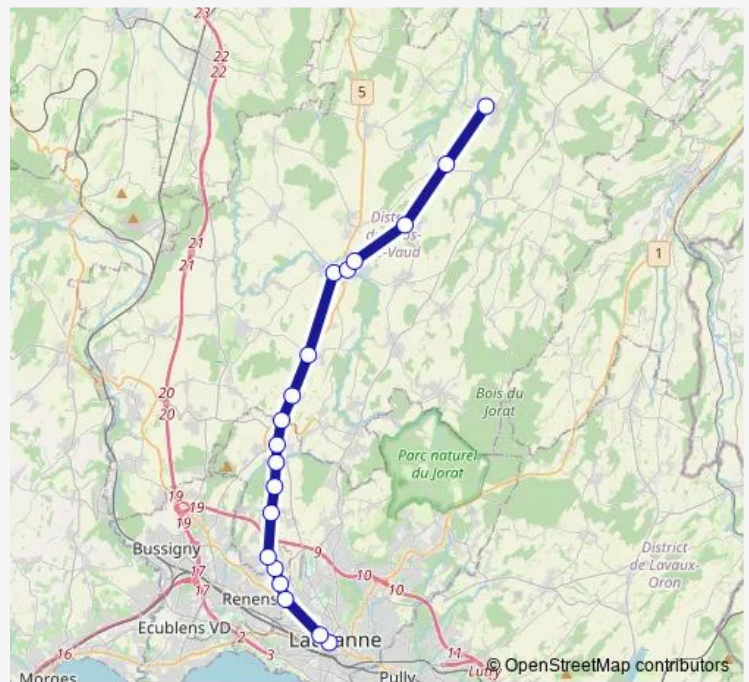 23
22
22
5
1
21
21
20
20
Bois du
Jorat
Parc naturel
du Jorat
19
19
19
Bussigny
9
10
10
17
17
Renens
District
de Lavaux-
Oron
Ecublens VD
2
3
16
11
Pully
Lutry
Morges
© OpenStreetMap contributors